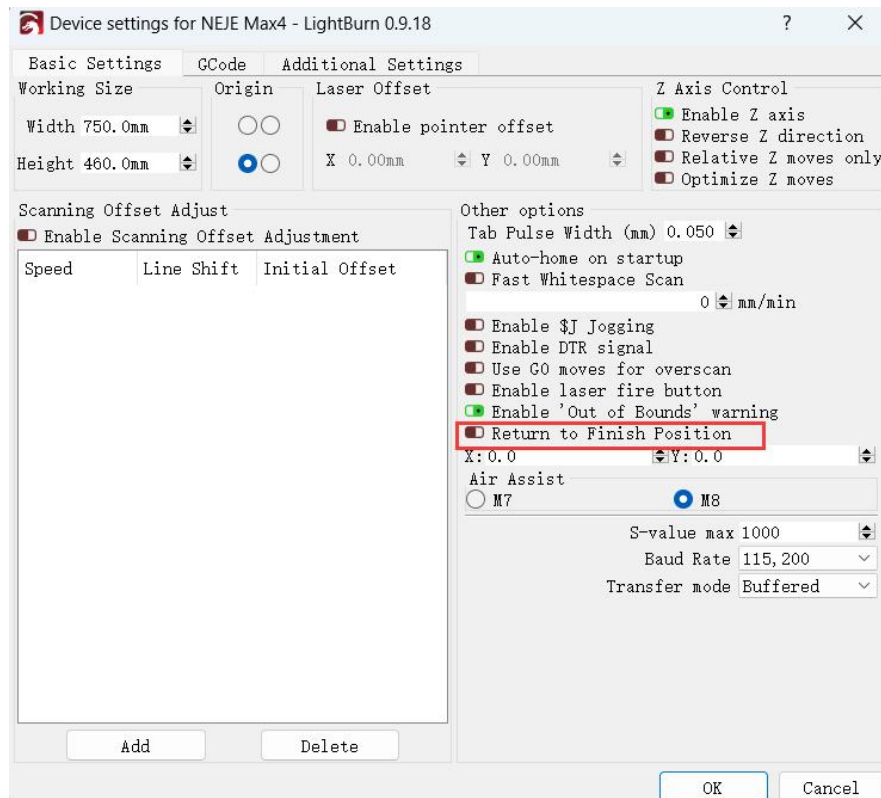 Device settings for NEJE Max4 - LightBurn 0.9.18
? ×
Basic Settings GCode Additional Settings
Working Size
Width 750.0mm
Height 460.0mm
Origin
Laser Offset
Enable pointer offset
X 0.00mm Y 0.00mm
Z Axis Control
Enable Z axis
Reverse Z direction
Relative Z moves only
Optimize Z moves
Scanning Offset Adjust
Enable Scanning Offset Adjustment
Speed Line Shift Initial Offset
Add Delete
Other options
Tab Pulse Width (mm) 0.050
Auto-home on startup
Fast Whitespace Scan
0 mm/min
Enable $J Jogging
Enable DTR signal
Use G0 moves for overscan
Enable laser fire button
Enable 'Out of Bounds' warning
Return to Finish Position
X:0.0 Y:0.0
Air Assist
M7 M8
S-value max 1000
Baud Rate 115,200
Transfer mode Buffered
OK Cancel